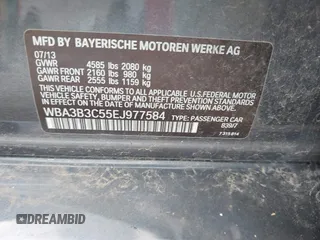 MFD BY BAYERISCHE MOTOREN WERKE AG
07/13
GVWR 4585 lbs 2080 kg
GAWR FRONT 2160 lbs 980 kg
GAWR REAR 2555 lbs 1159 kg
THIS VEHICLE CONFORMS TO ALL APPLICABLE U.S. FEDERAL MOTOR
VEHICLE SAFETY, BUMPER AND THEFT PREVENTION STANDARDS IN
EFFECT ON THE DATE OF MANUFACTURE SHOWN ABOVE.
WBA3B3C55EJ977584 TYPE: PASSENGER CAR
DREAMBID